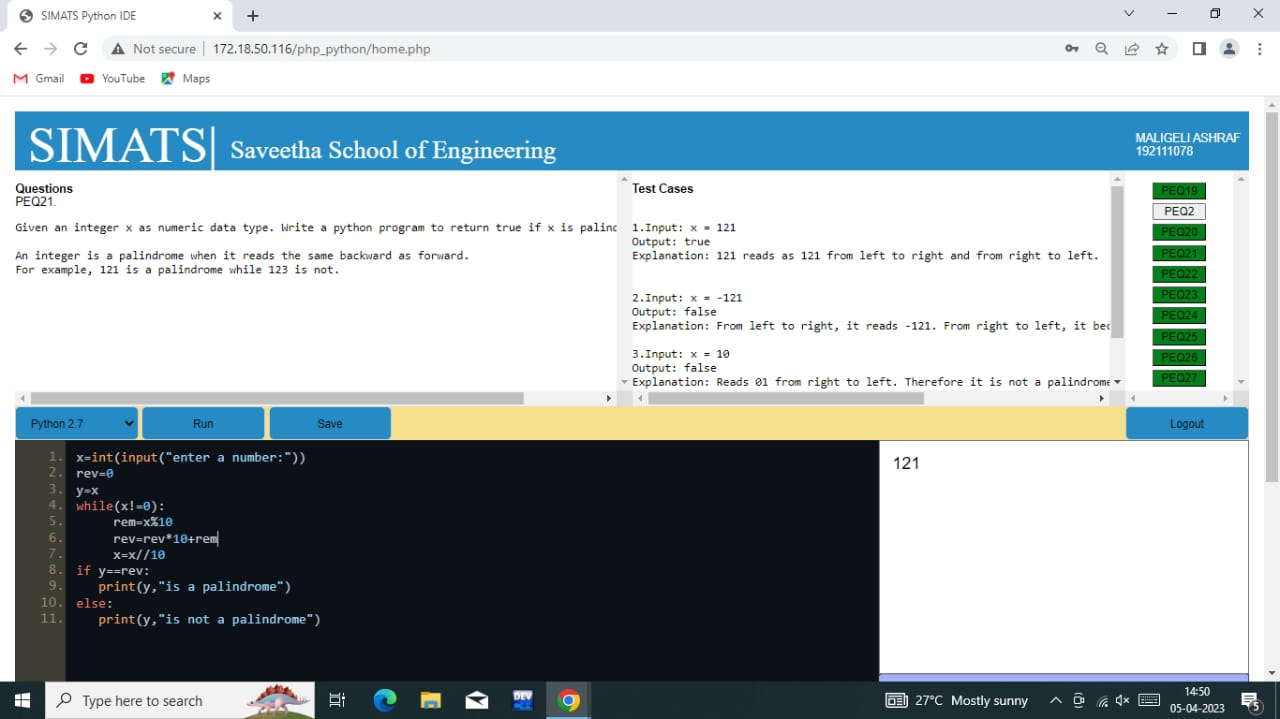 SIMATS Python IDE
Not secure
172.18.50.116/php_python/home.php
Gmail
YouTube
Maps
SIMATS|
Saveetha School of Engineering
MALIGELI ASHRAF
192111078
Questions
PEQ21.
Given an integer x as numeric data type. Write a python program to return true if x is palin
An integer is a palindrome when it reads the same backward as forward.
For example, 121 is a palindrome while 123 is not.
Test Cases
1.Input: x = 121
Output: true
Explanation: 121 reads as 121 from left to right and from right to left.
2.Input: x = -121
Output: false
Explanation: From left to right, it reads -121. From right to left, it bec
3.Input: x = 10
Output: false
Explanation: Reads 01 from right to left. Therefore it is not a palindrome
PEQ19
PEQ2
PEQ20
PEQ21
PEQ22
PEQ23
PEQ24
PEQ25
PEQ26
PEQ27
Python 2.7
Run
Save
Logout
1. x=int(input("enter a number:"))
2. rev=0
3. y=x
4. while(x!=0):
5. rem=x%10
6. rev=rev*10+rem
7. x=x//10
8. if y==rev:
9. print(y,"is a palindrome")
10. else:
11. print(y,"is not a palindrome")
121
Type here to search
DEV
27°C Mostly sunny
14:50
05-04-2023
5